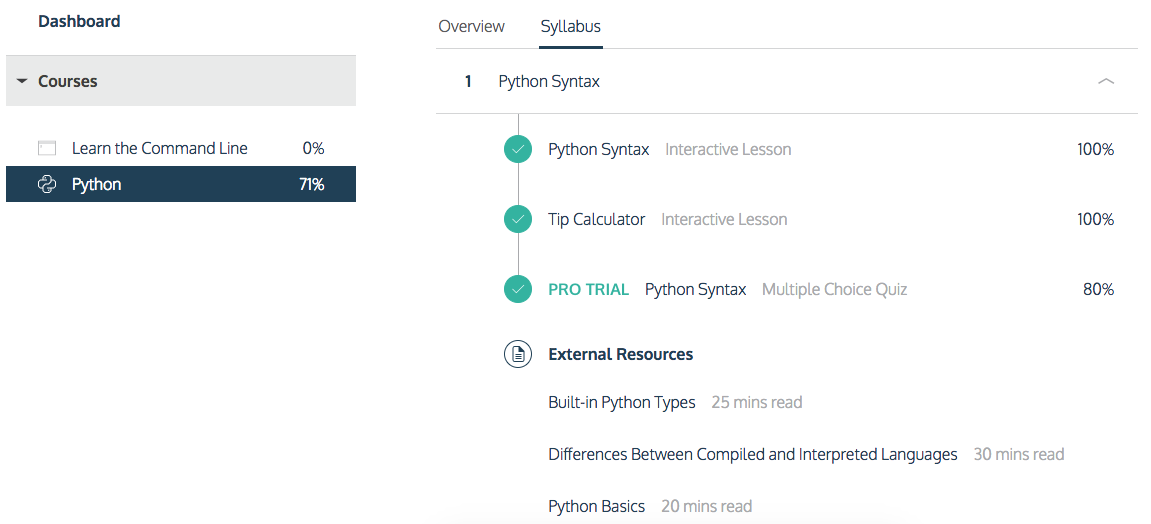 Dashboard
Courses
Learn the Command Line 0%
Python 71%
Overview Syllabus
1 Python Syntax
Python Syntax Interactive Lesson 100%
Tip Calculator Interactive Lesson 100%
PRO TRIAL Python Syntax Multiple Choice Quiz 80%
External Resources
Built-in Python Types 25 mins read
Differences Between Compiled and Interpreted Languages 30 mins read
Python Basics 20 mins read